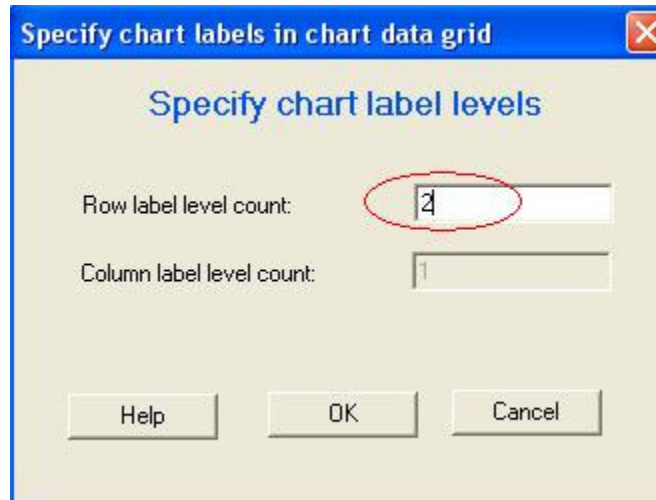 Specify chart labels in chart data grid
Specify chart label levels
Row label level count: 2
Column label level count: 1
Help OK Cancel